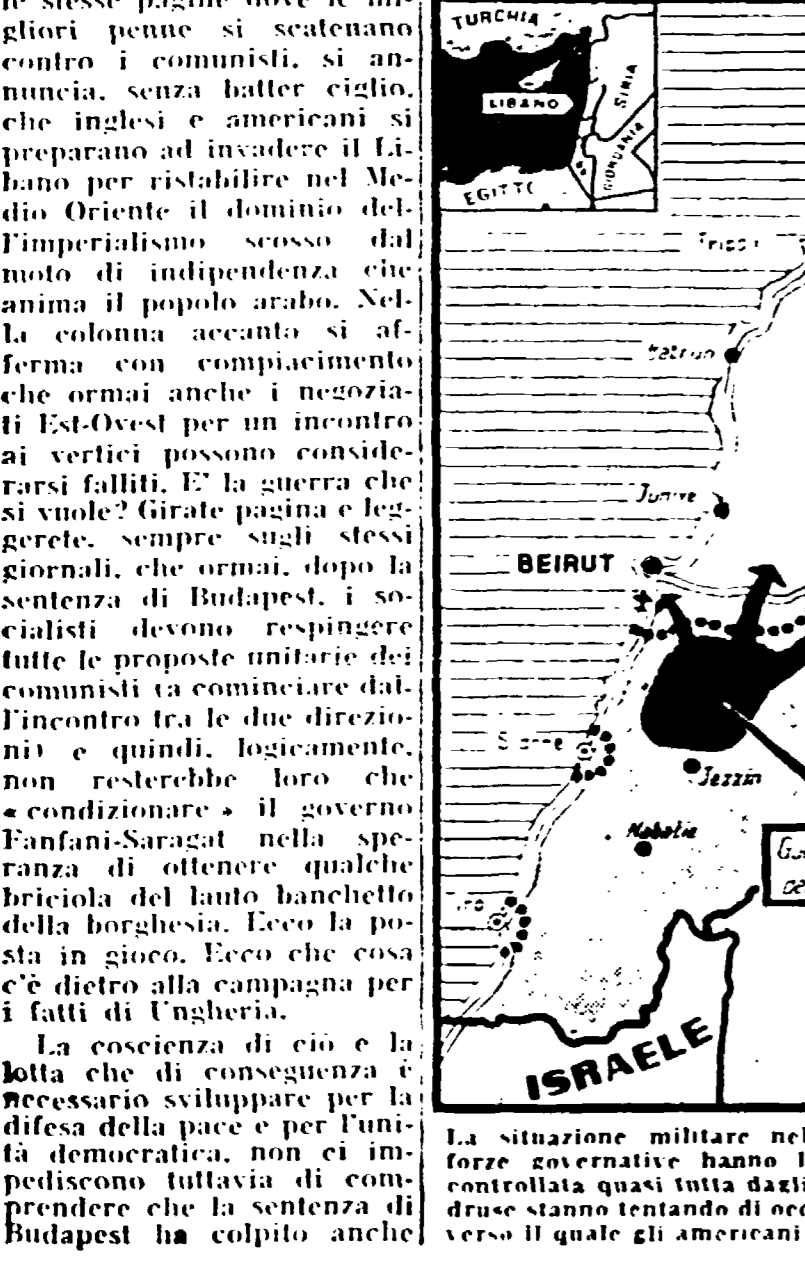 le stesse pagine dove le mi-
gliori penne si scatenano
contro i comunisti, si an-
nuncia, senza batter ciglio,
che inglesi e americani si
preparano ad invadere il Li-
bano per ristabilire nel Me-
dio Oriente il dominio del-
l'imperialismo scosso dal
moto di indipendenza che
anima il popolo arabo. Nel-
la colonna accanto si af-
ferma con compiacimento
che ormai anche i negozia-
ti Est-Ovest per un incontro
ai vertici possono conside-
rarsi falliti. E' la guerra che
si vuole? Girate pagina e leg-
gerete, sempre sugli stessi
giornali, che ormai, dopo la
sentenza di Budapest, i so-
cialisti devono respingere
tutte le proposte unitarie dei
comunisti (a cominciare dal-
l'incontro tra le due direzio-
ni) e quindi, logicamente,
non resterebbe loro che
« condizionare » il governo
Fanfani-Saragat nella spe-
ranza di ottenere qualche
briciola del lauto banchetto
della borghesia. Ecco la po-
sta in gioco. Ecco che cosa
c'è dietro alla campagna per
i fatti di Ungheria.
La coscienza di ciò e la
lotta che di conseguenza è
necessario sviluppare per la
difesa della pace e per l'uni-
tà democratica, non ci im-
pediscono tuttavia di com-
prendere che la sentenza di
Budapest ha colpito anche
TURCHIA
LIBANO
SIRIA
GIORDANIA
EGITTO
Tripoli
Batrun
Junive
BEIRUT
Sidone
Jezzin
Nabatie
ISRAELE
La situazione militare nel
forze governative hanno l
controllata quasi tutta dagli
druse stanno tentando di occ
verso il quale gli americani